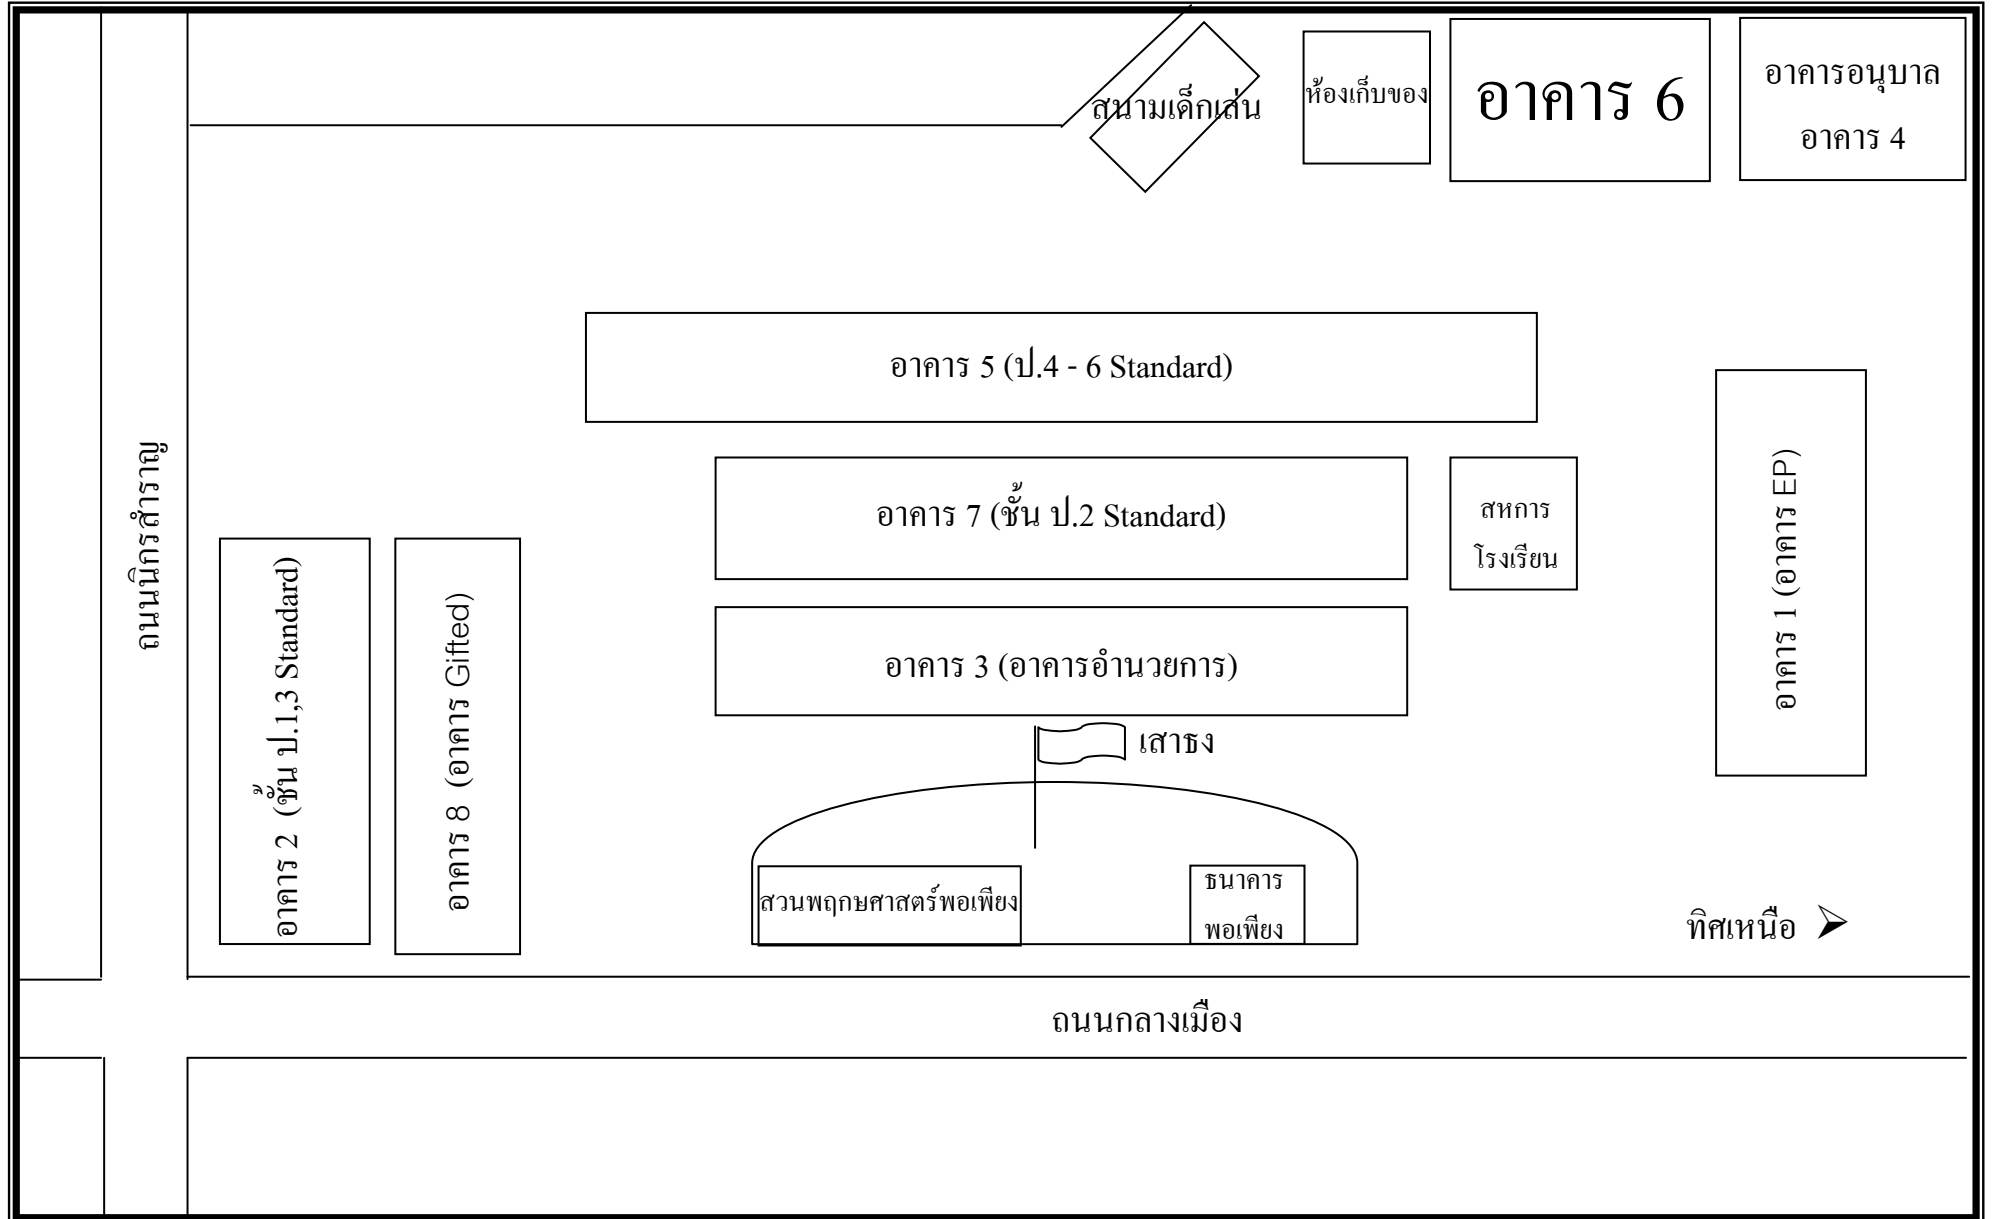 สนามเด็กเล่น
ห้องเก็บของ
อาคาร 6
อาคารอนุบาล
อาคาร 4
อาคาร 5 (ป.4 - 6 Standard)
อาคาร 7 (ชั้น ป.2 Standard)
สหการ
โรงเรียน
อาคาร 1 (อาคาร EP)
ถนนนิกรสำราญ
อาคาร 2 (ชั้น ป.1,3 Standard)
อาคาร 8 (อาคาร Gifted)
อาคาร 3 (อาคารอำนวยการ)
เสาธง
สวนพฤกษศาสตร์พอเพียง
ธนาคาร
พอเพียง
ทิศเหนือ
ถนนกลางเมือง